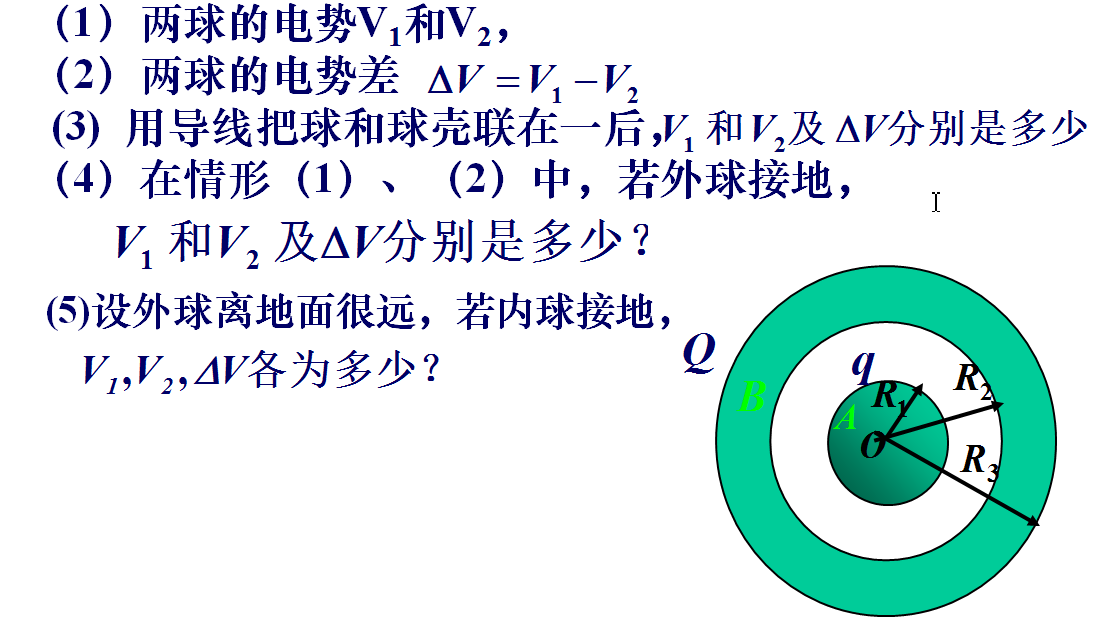 (1) 两球的电势V₁和V₂，
(2) 两球的电势差 ΔV = V₁ − V₂
(3) 用导线把球和球壳联在一后，V₁ 和V₂及 ΔV分别是多少
(4) 在情形（1）、（2）中，若外球接地，
V₁ 和V₂ 及ΔV分别是多少？
(5)设外球离地面很远，若内球接地，
V₁,V₂,ΔV各为多少？
Q
q
B
A
O
R₁
R₂
R₃